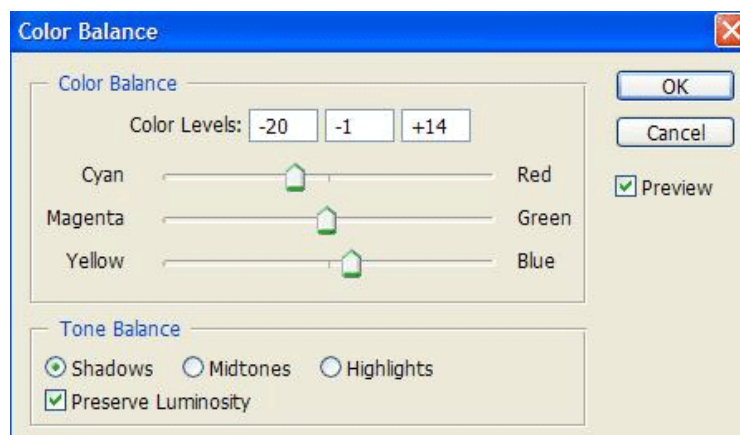 Color Balance
Color Balance
OK
Color Levels: -20 -1 +14
Cancel
Cyan Red
Preview
Magenta Green
Yellow Blue
Tone Balance
Shadows Midtones Highlights
Preserve Luminosity